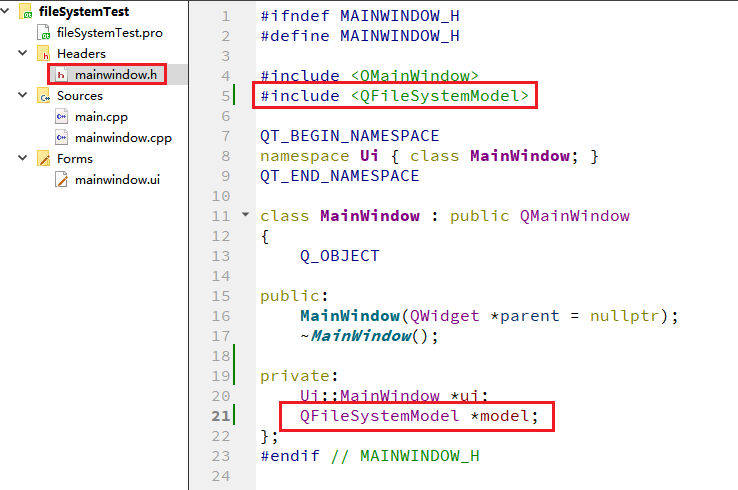 fileSystemTest
fileSystemTest.pro
Headers
mainwindow.h
Sources
main.cpp
mainwindow.cpp
Forms
mainwindow.ui
1 #ifndef MAINWINDOW_H
2 #define MAINWINDOW_H
3
4 #include <QMainWindow>
5 #include <QFileSystemModel>
6
7 QT_BEGIN_NAMESPACE
8 namespace Ui { class MainWindow; }
9 QT_END_NAMESPACE
10
11 class MainWindow : public QMainWindow
12 {
13     Q_OBJECT
14
15 public:
16     MainWindow(QWidget *parent = nullptr);
17     ~MainWindow();
18
19 private:
20     Ui::MainWindow *ui;
21     QFileSystemModel *model;
22 };
23 #endif // MAINWINDOW_H
24